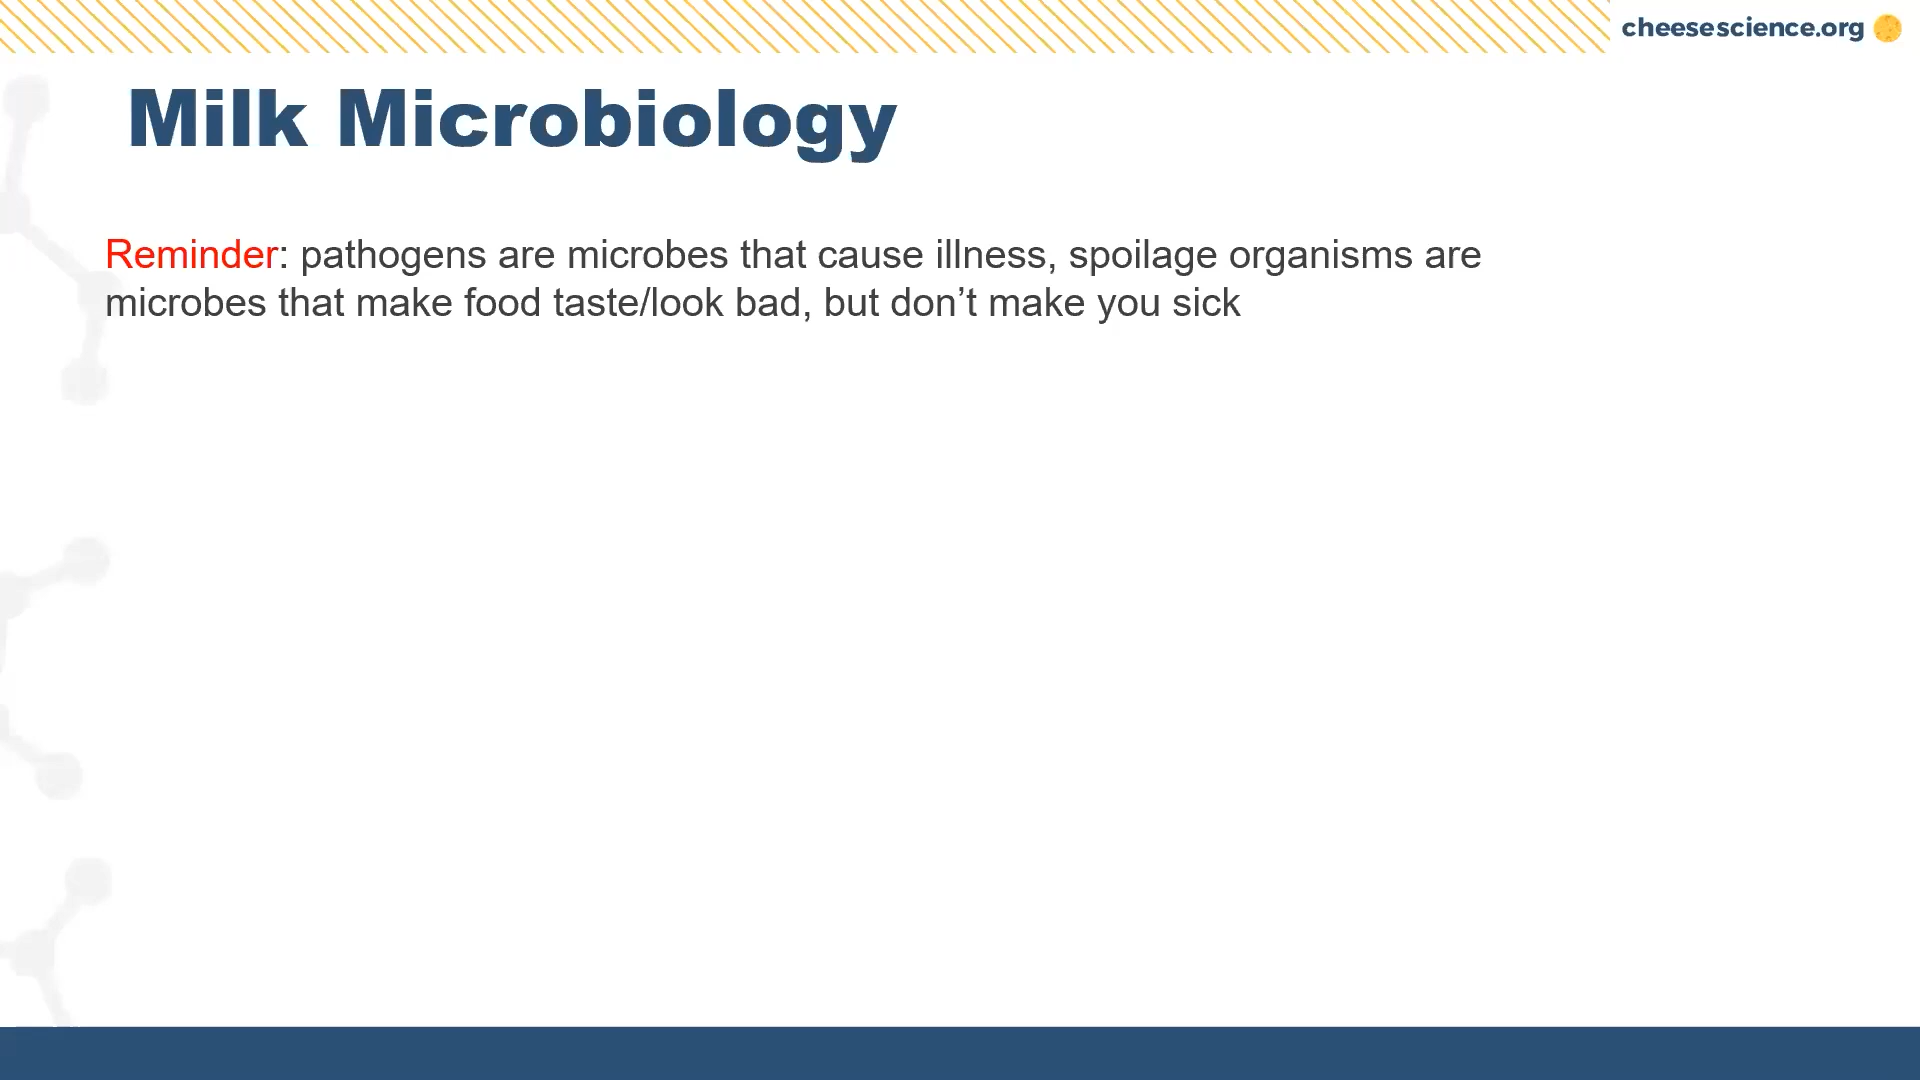 cheesescience.org
Milk Microbiology
Reminder: pathogens are microbes that cause illness, spoilage organisms are
microbes that make food taste/look bad, but don’t make you sick